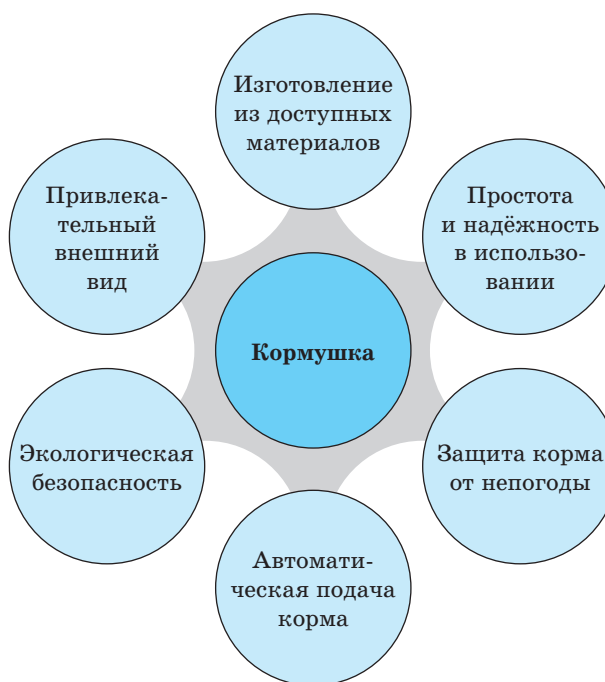 Изготовление
из доступных
материалов
Привлека-
тельный
внешний
вид
Простота
и надёжность
в использо-
вании
Кормушка
Экологическая
безопасность
Защита корма
от непогоды
Автомати-
ческая подача
корма